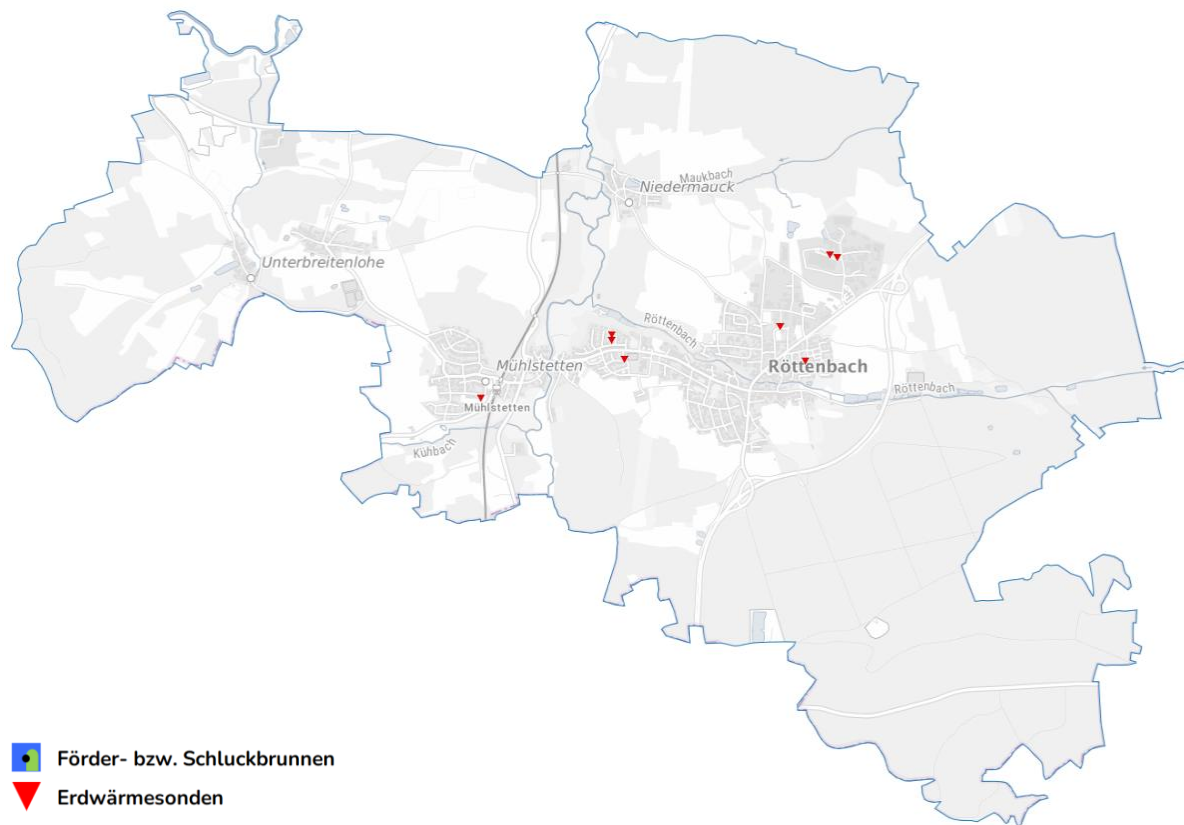 Maukbach
Niedermauck
Unterbreitenlohe
Röttenbach
Mühlstetten
Röttenbach
Röttenbach
Mühlstetten
Kühbach
Förder- bzw. Schluckbrunnen
Erdwärmesonden